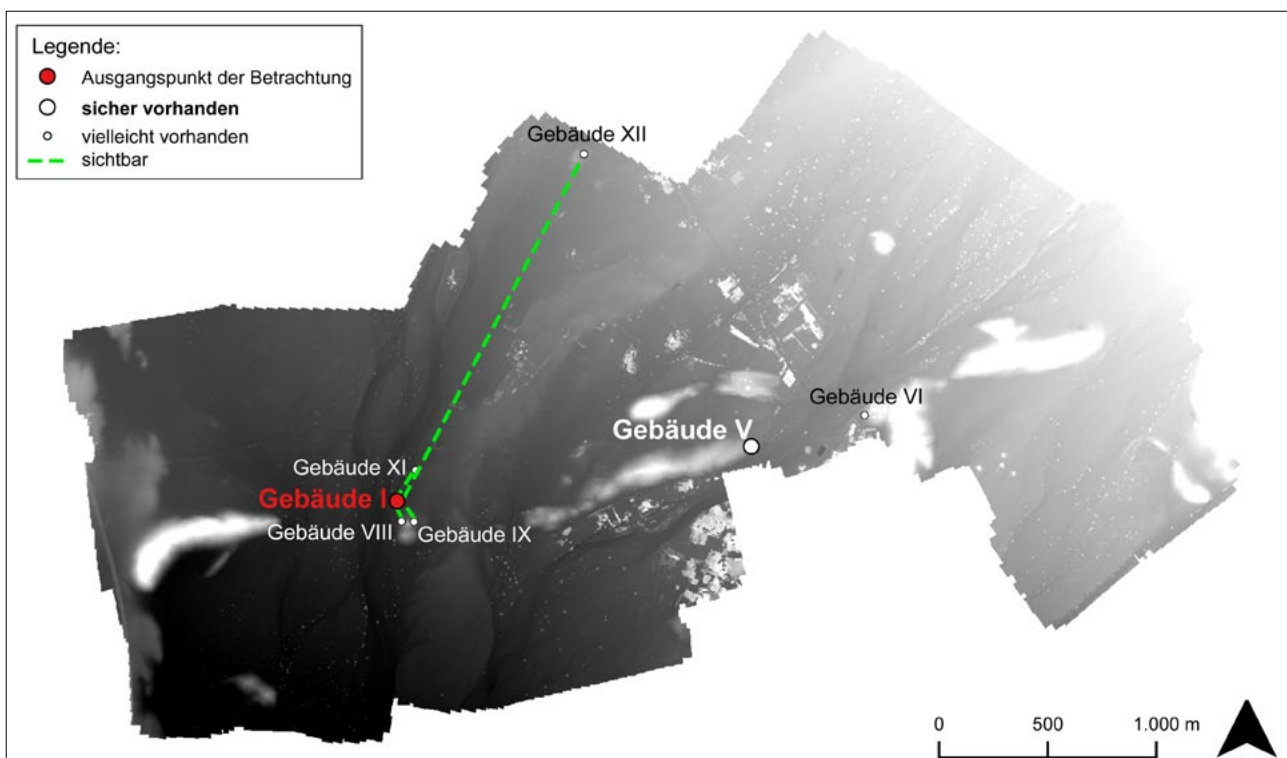 Legende:
Ausgangspunkt der Betrachtung
sicher vorhanden
vielleicht vorhanden
sichtbar
Gebäude XII
Gebäude VI
Gebäude V
Gebäude XI
Gebäude I
Gebäude VIII
Gebäude IX
0 500 1.000 m